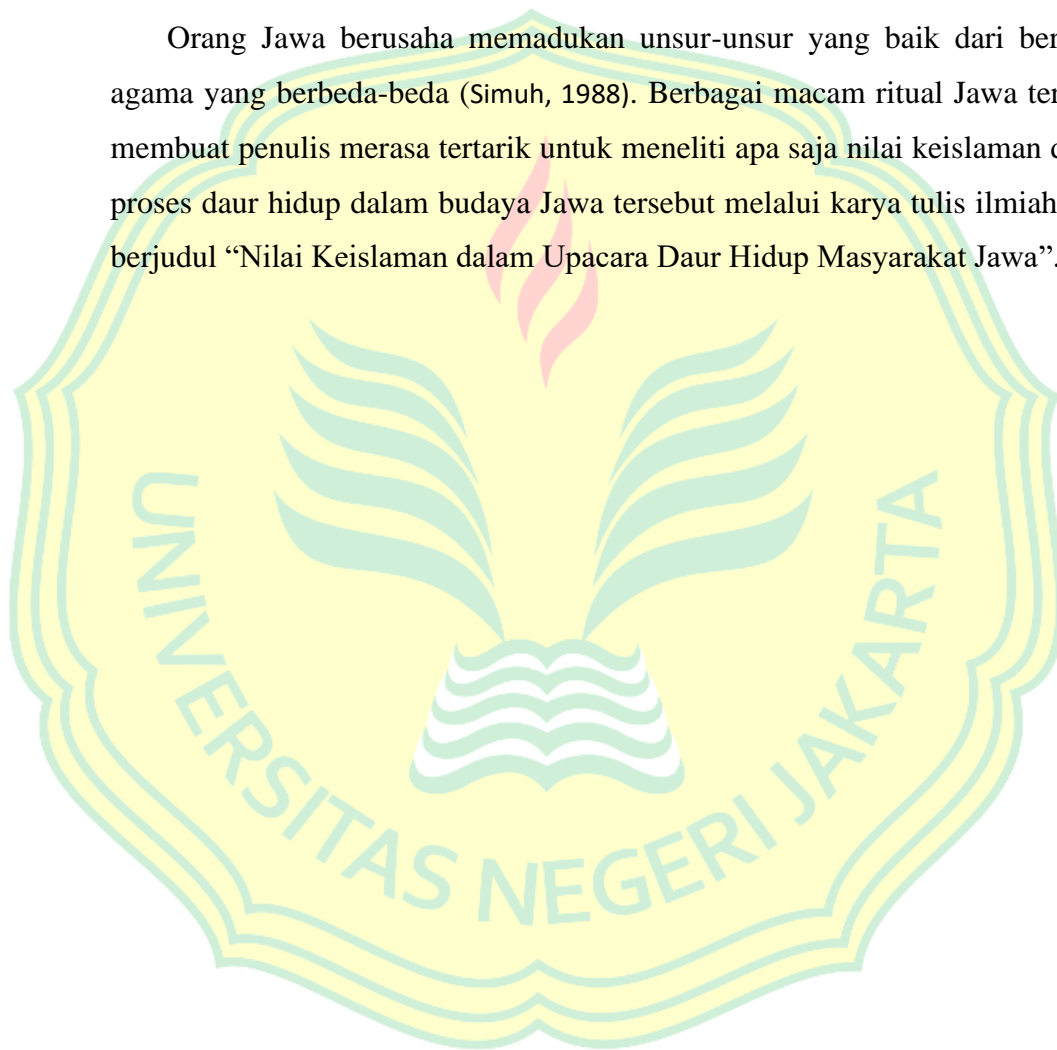 Orang Jawa berusaha memadukan unsur-unsur yang baik dari
agama yang berbeda-beda (Simuh, 1988). Berbagai macam ritual Jawa
membuat penulis merasa tertarik untuk meneliti apa saja nilai keislaman
proses daur hidup dalam budaya Jawa tersebut melalui karya tulis ilmiah
berjudul “Nilai Keislaman dalam Upacara Daur Hidup Masyarakat Jawa”.
UNIVERSITAS NEGERI JAKARTA